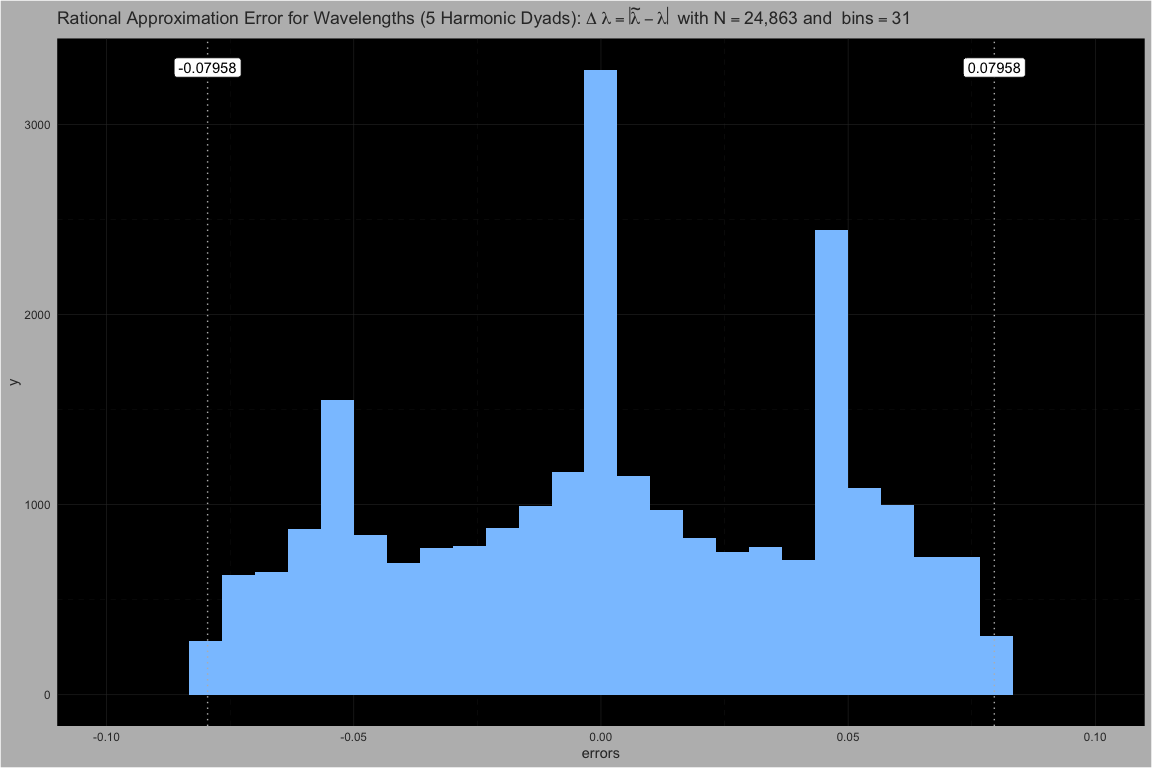 Rational Approximation Error for Wavelengths (5 Harmonic Dyads): Δ λ = |λ̃ − λ| with N = 24,863 and bins = 31
-0.07958 0.07958
3000
2000
1000
0
y
-0.10 -0.05 0.00 0.05 0.10
errors